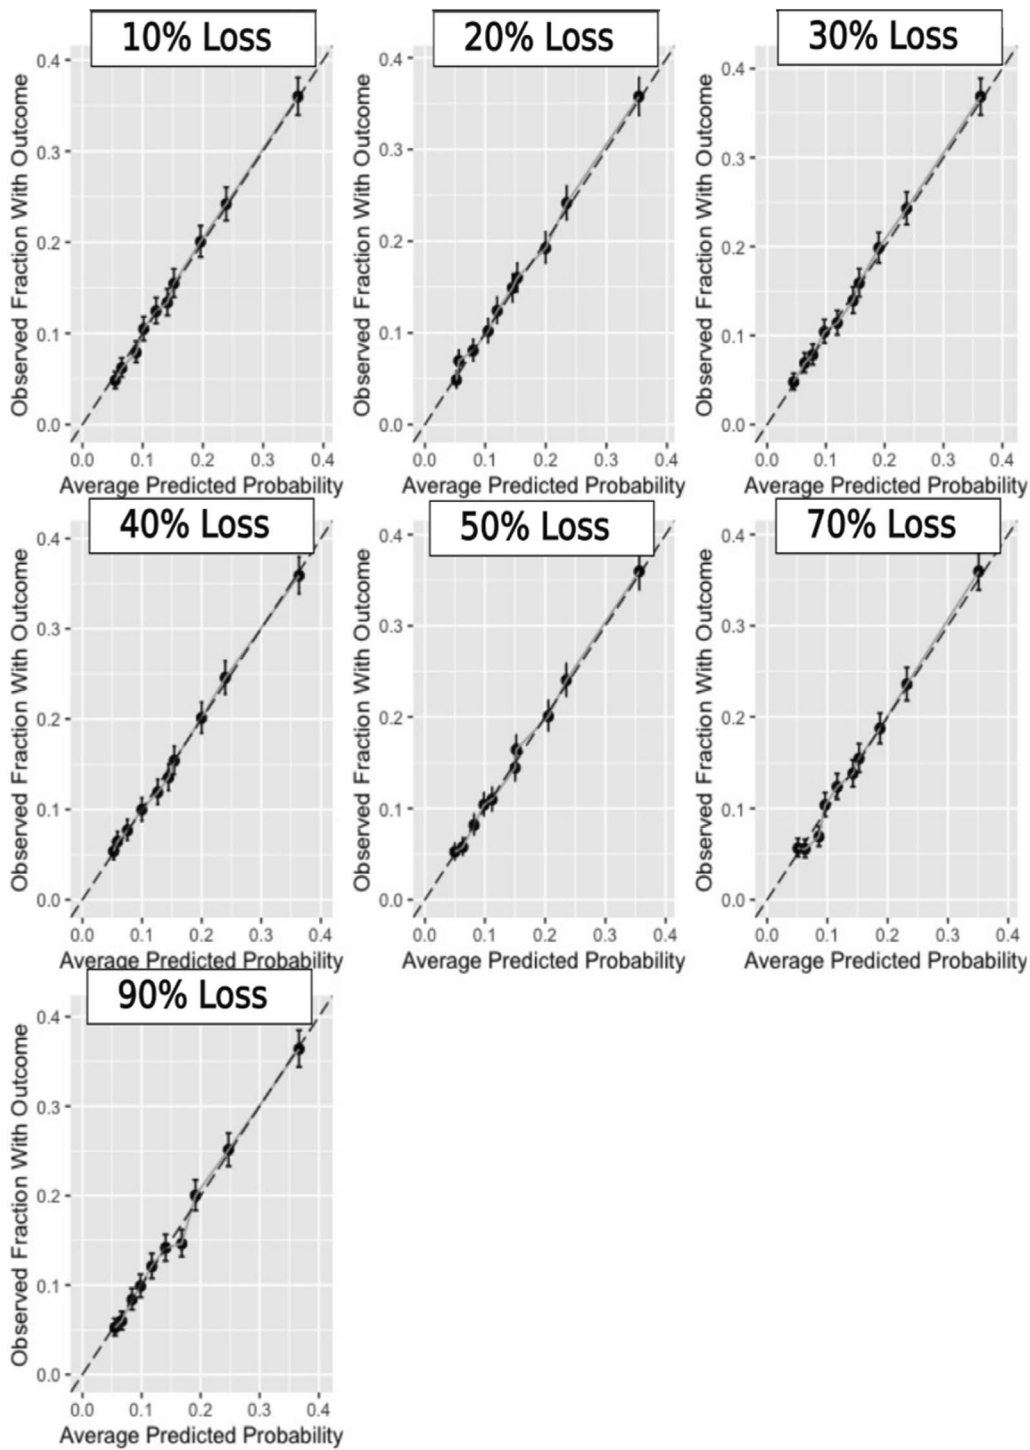 10% Loss
20% Loss
30% Loss
Observed Fraction With Outcome
0.4
0.3
0.2
0.1
0.0
0.0 0.1 0.2 0.3 0.4
Average Predicted Probability
Observed Fraction With Outcome
0.4
0.3
0.2
0.1
0.0
0.0 0.1 0.2 0.3 0.4
Average Predicted Probability
Observed Fraction With Outcome
0.4
0.3
0.2
0.1
0.0
0.0 0.1 0.2 0.3 0.4
Average Predicted Probability
40% Loss
50% Loss
70% Loss
Observed Fraction With Outcome
0.4
0.3
0.2
0.1
0.0
0.0 0.1 0.2 0.3 0.4
Average Predicted Probability
Observed Fraction With Outcome
0.4
0.3
0.2
0.1
0.0
0.0 0.1 0.2 0.3 0.4
Average Predicted Probability
Observed Fraction With Outcome
0.4
0.3
0.2
0.1
0.0
0.0 0.1 0.2 0.3 0.4
Average Predicted Probability
90% Loss
Observed Fraction With Outcome
0.4
0.3
0.2
0.1
0.0
0.0 0.1 0.2 0.3 0.4
Average Predicted Probability